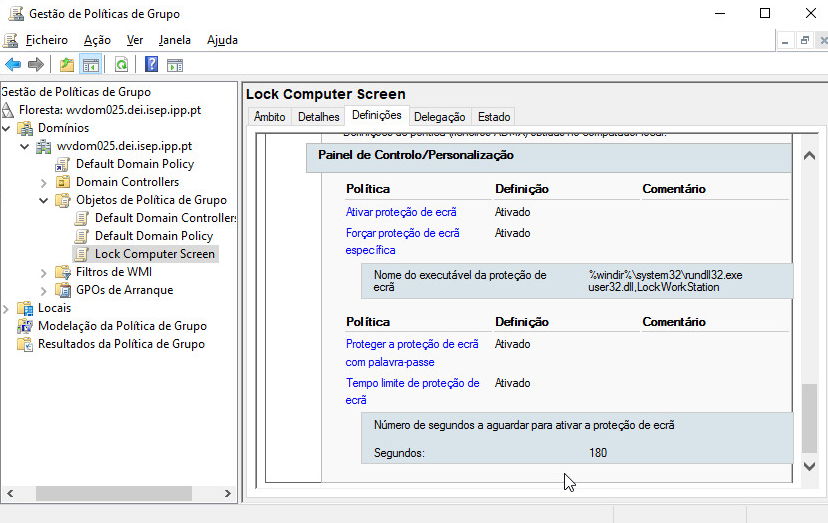 Gestão de Políticas de Grupo
Ficheiro Ação Ver Janela Ajuda
Gestão de Políticas de Grupo
Floresta: wvdom025.dei.isep.ipp.pt
Domínios
wvdom025.dei.isep.ipp.pt
Default Domain Policy
Domain Controllers
Objetos de Política de Grupo
Default Domain Controllers
Default Domain Policy
Lock Computer Screen
Filtros de WMI
GPOs de Arranque
Locais
Modelação da Política de Grupo
Resultados da Política de Grupo
Lock Computer Screen
Âmbito Detalhes Definições Delegação Estado
Painel de Controlo/Personalização
Política Definição Comentário
Ativar proteção de ecrã Ativado
Forçar proteção de ecrã Ativado
específica
Nome do executável da proteção de %windir%\system32\rundll32.exe
ecrã user32.dll,LockWorkStation
Política Definição Comentário
Proteger a proteção de ecrã Ativado
com palavra-passe
Tempo limite de proteção de Ativado
ecrã
Número de segundos a aguardar para ativar a proteção de ecrã
Segundos: 180